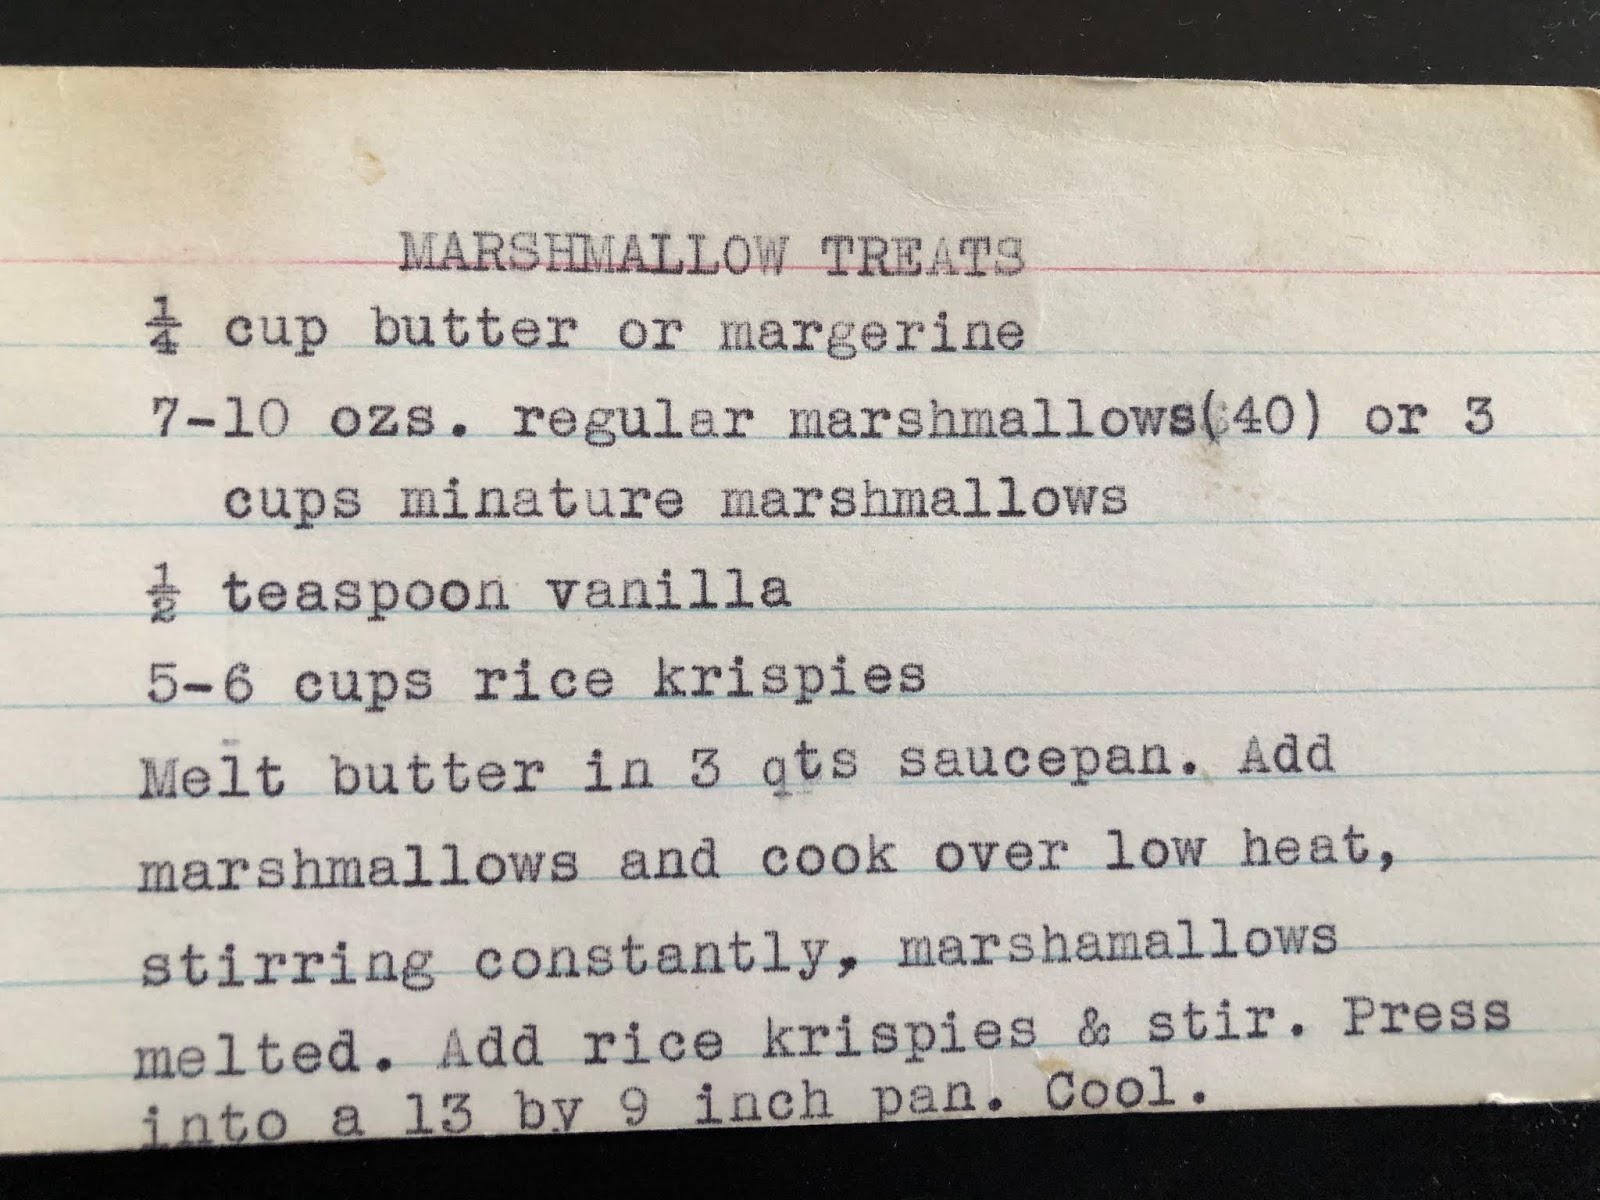 MARSHMALLOW TREATS
¼ cup butter or margerine
7-10 ozs. regular marshmallows(40) or 3
cups minature marshmallows
½ teaspoon vanilla
5-6 cups rice krispies
Melt butter in 3 qts saucepan. Add
marshmallows and cook over low heat,
stirring constantly, marshamallows
melted. Add rice krispies & stir. Press
into a 13 by 9 inch pan. Cool.